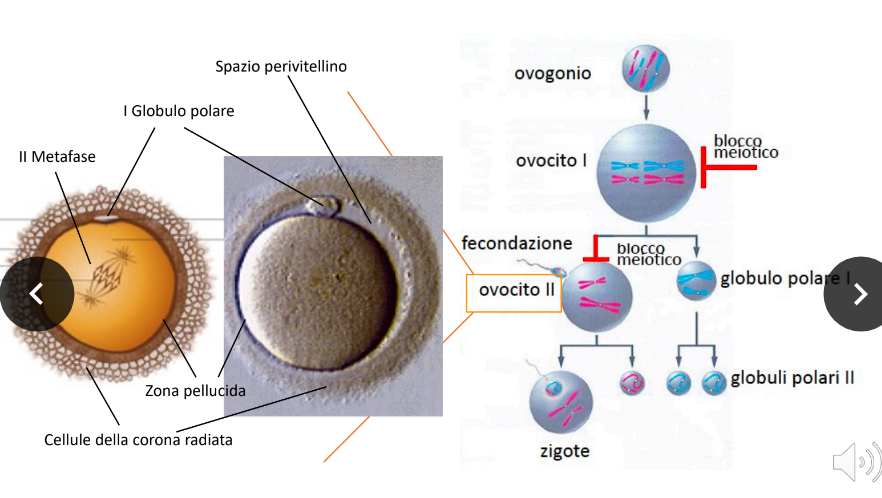 Spazio perivitellino
I Globulo polare
II Metafase
Zona pellucida
Cellule della corona radiata
ovogonio
ovocito I
blocco
meiotico
fecondazione
blocco
meiotico
ovocito II
globulo polare I
globuli polari II
zigote